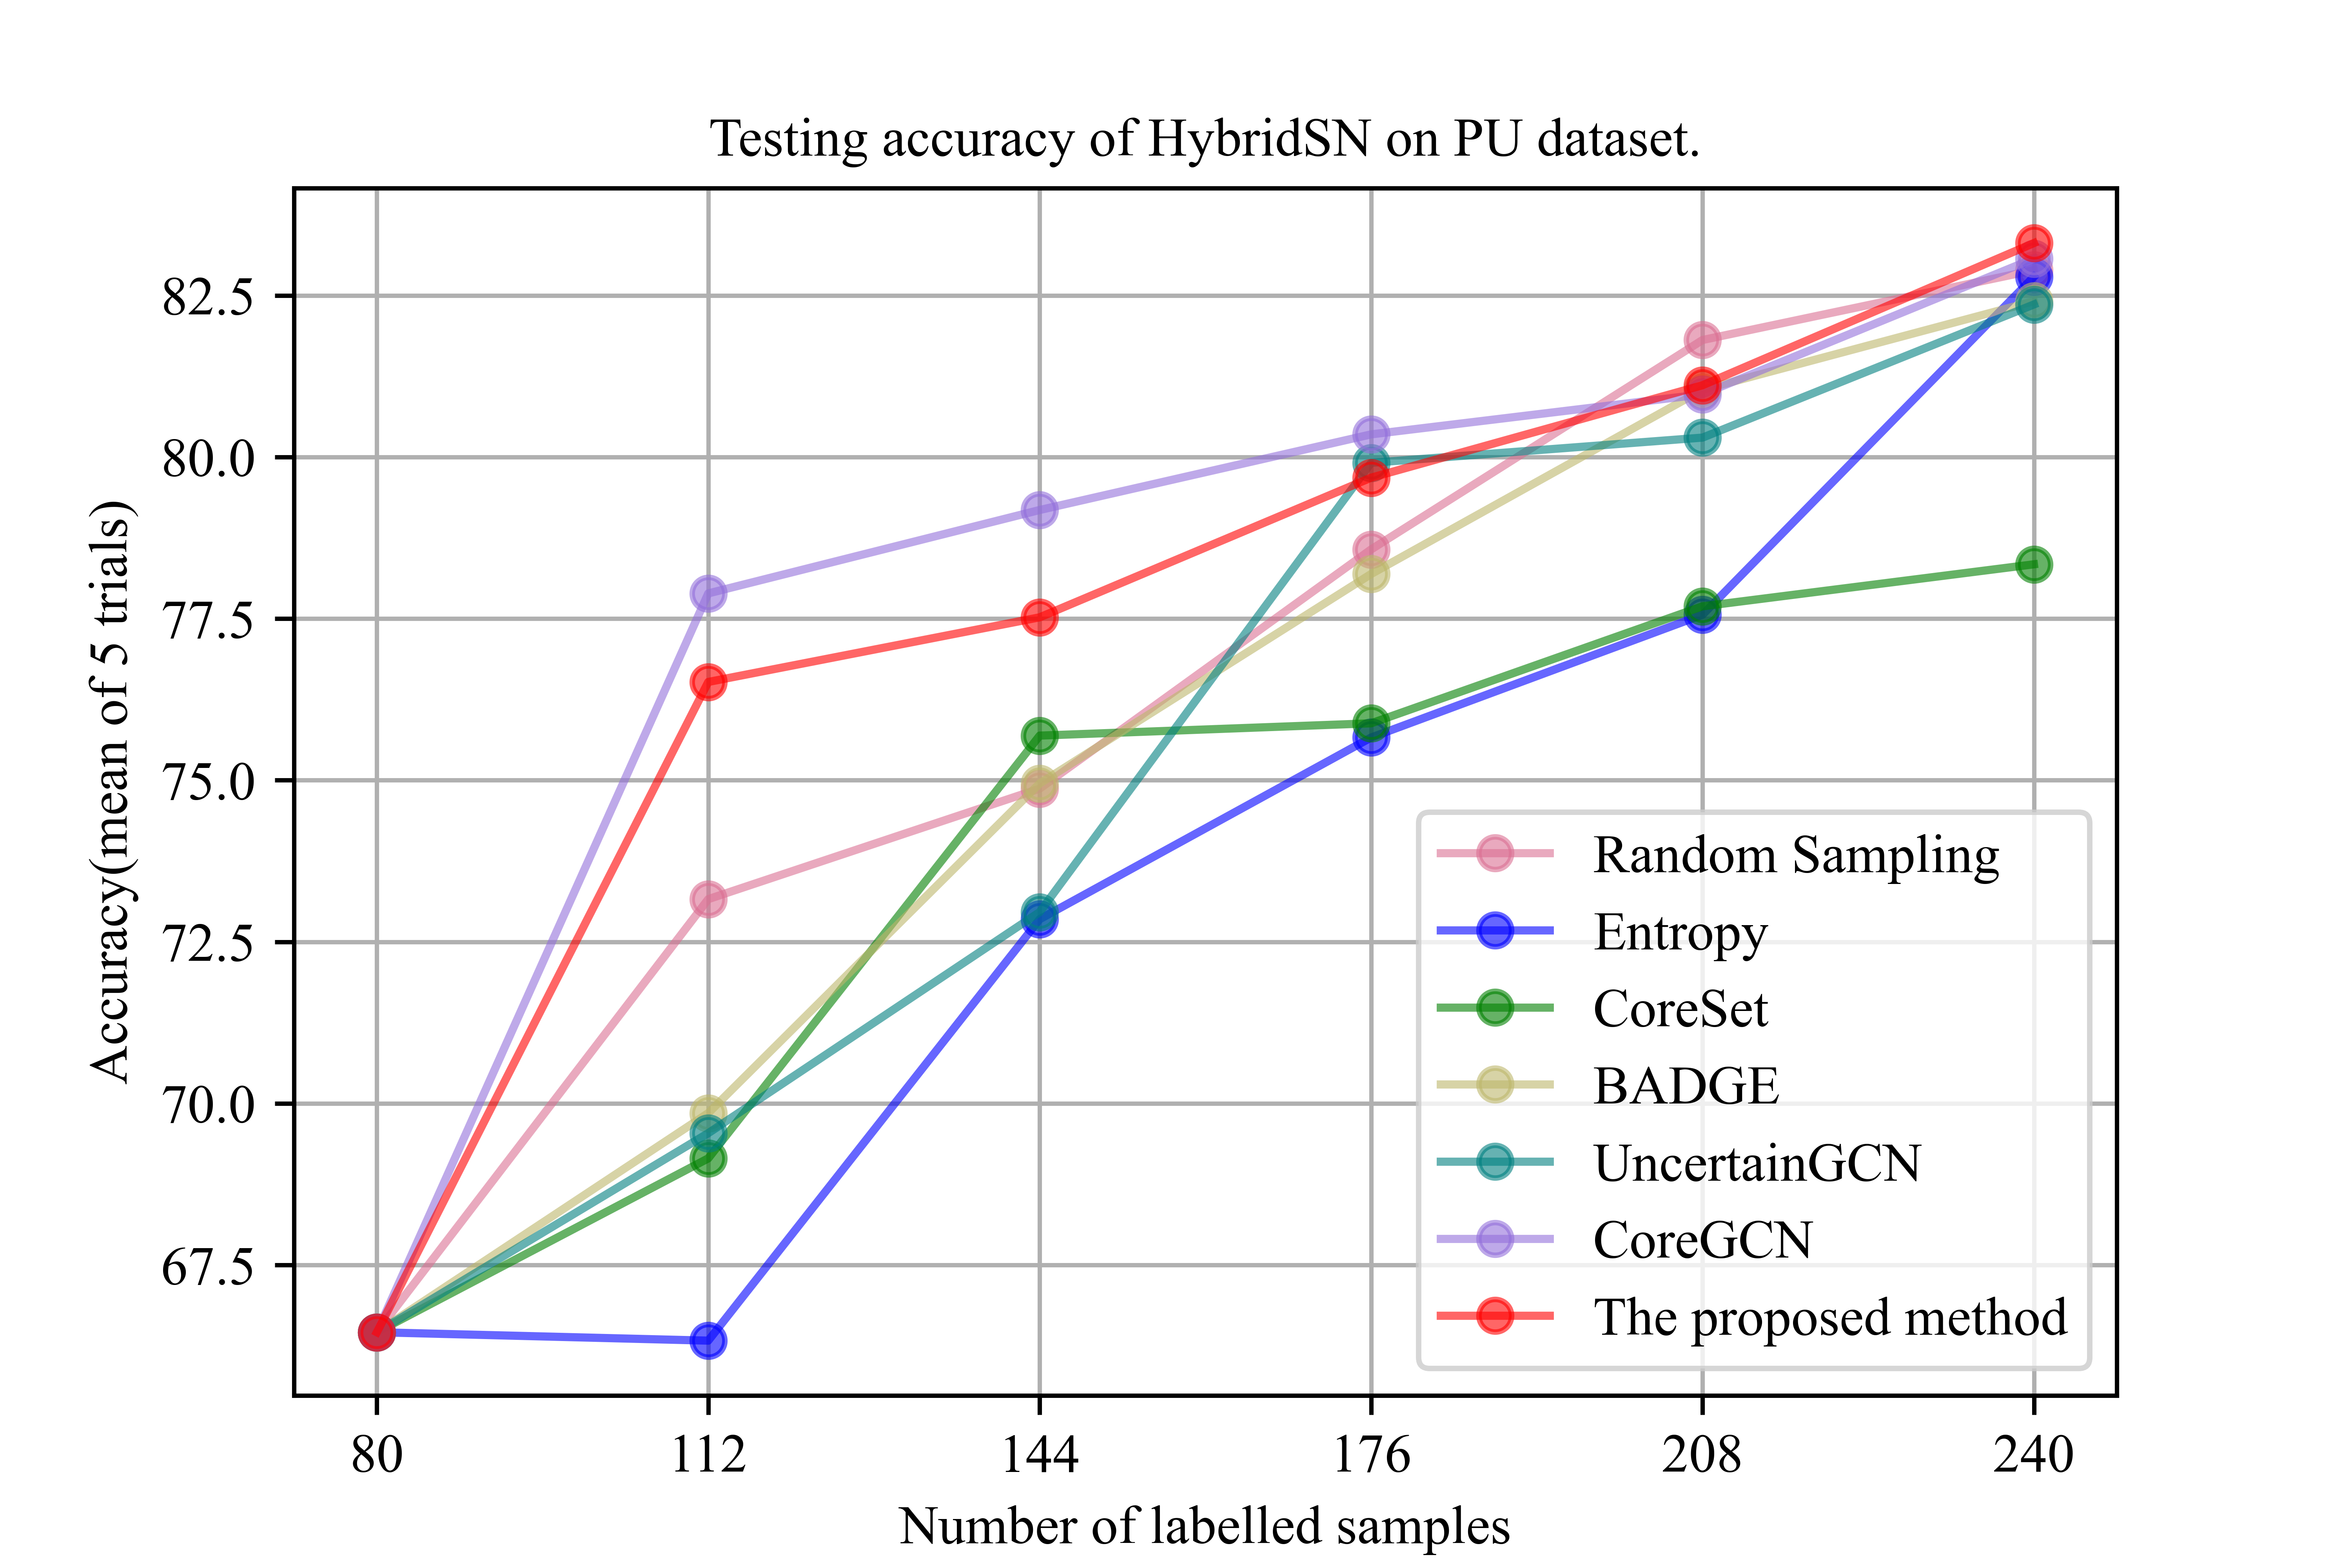 Testing accuracy of HybridSN on PU dataset.
Accuracy(mean of 5 trials)
82.5
80.0
77.5
75.0
72.5
70.0
67.5
Random Sampling
Entropy
CoreSet
BADGE
UncertainGCN
CoreGCN
The proposed method
80 112 144 176 208 240
Number of labelled samples